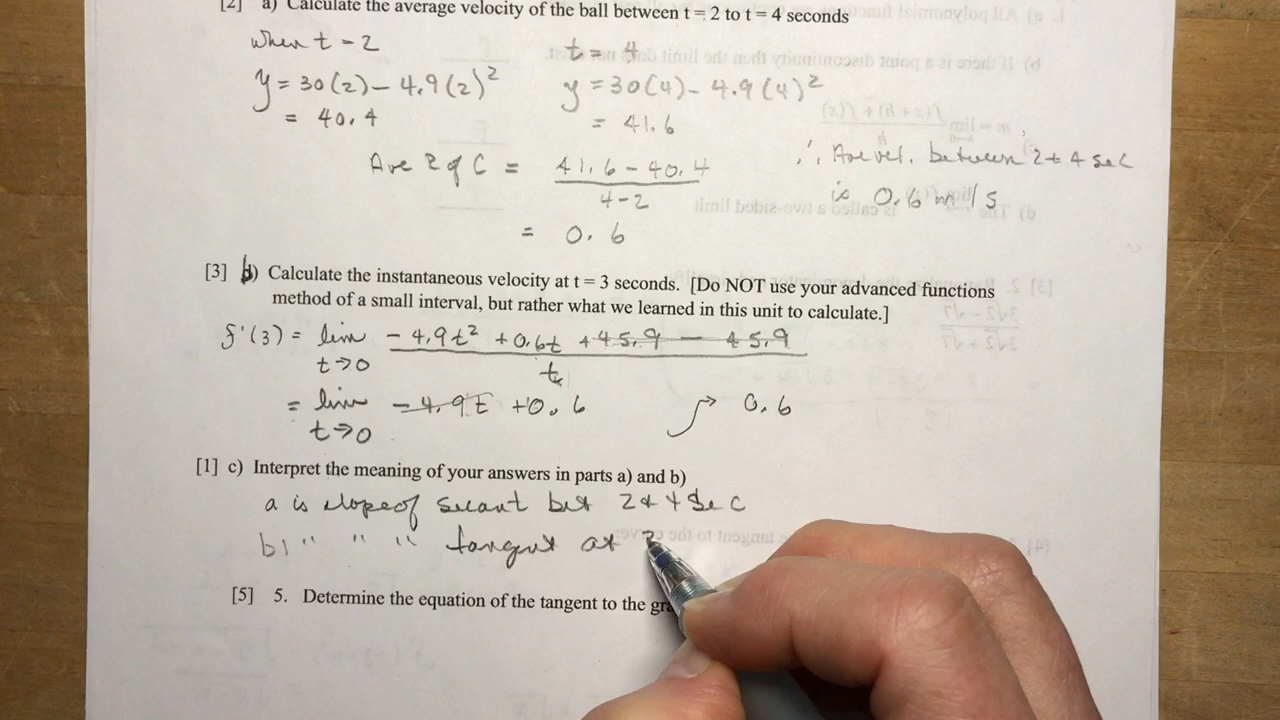 [2] a) Calculate the average velocity of the ball between t = 2 to t = 4 seconds
when t = 2
t = 4
y = 30(2) - 4.9(2)²
y = 30(4) - 4.9(4)²
= 40.4
= 41.6
Ave R of C = 41.6 - 40.4
4-2
∴ Ave vel. between 2 + 4 sec
is 0.6 m/s
= 0.6
[3] b) Calculate the instantaneous velocity at t = 3 seconds. [Do NOT use your advanced functions
method of a small interval, but rather what we learned in this unit to calculate.]
f'(3) = lim -4.9t² +0.6t +45.9 - 45.9
t→0 t
= lim -4.9t +0.6
t→0
0.6
[1] c) Interpret the meaning of your answers in parts a) and b)
a is slope of secant bet 2 & 4 sec
b) " " " tangent at
[5] 5. Determine the equation of the tangent to the